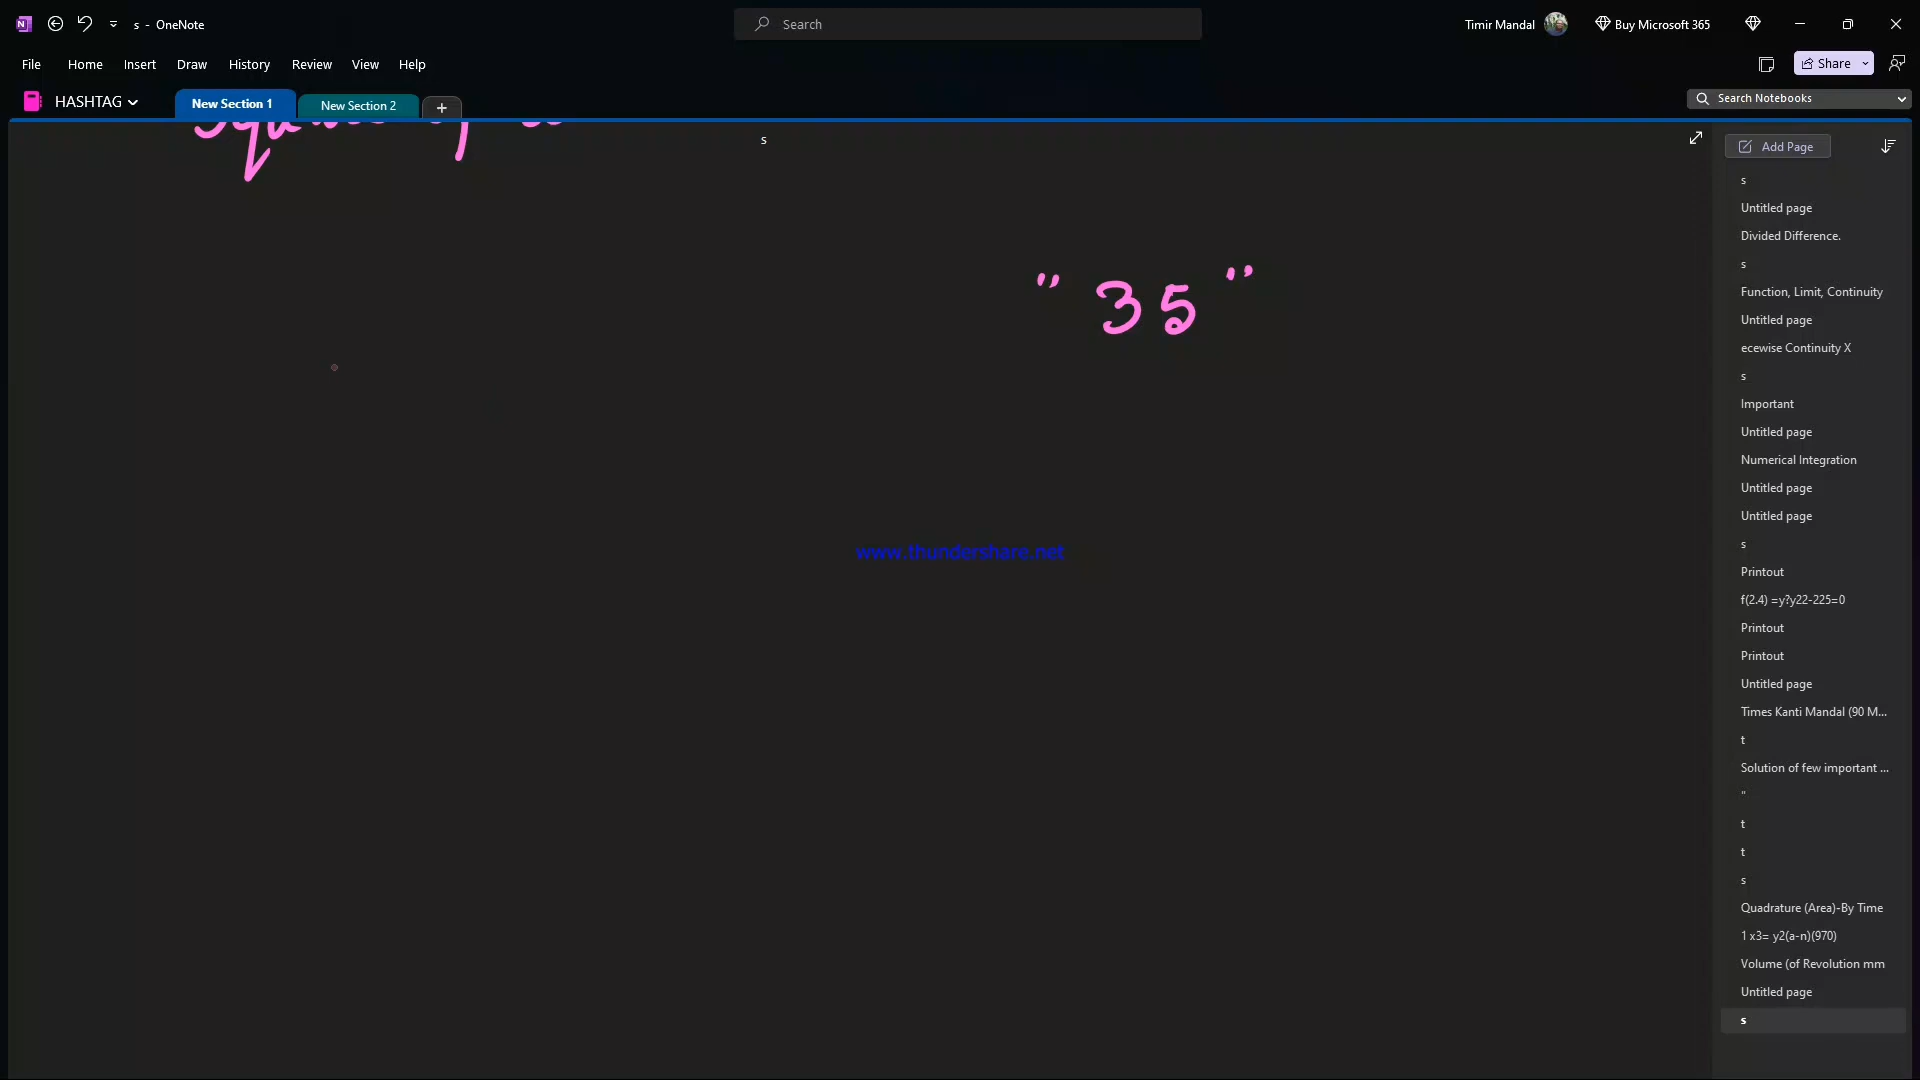 s - OneNote
Search
Timir Mandal
Buy Microsoft 365
File Home Insert Draw History Review View Help
Share
HASHTAG
New Section 1
New Section 2
+
Search Notebooks
Square of
s
" 35 "
www.thundershare.net
Add Page
s
Untitled page
Divided Difference.
s
Function, Limit, Continuity
Untitled page
ecewise Continuity X
s
Important
Untitled page
Numerical Integration
Untitled page
Untitled page
s
Printout
f(2.4) =y?y22-225=0
Printout
Printout
Untitled page
Times Kanti Mandal (90 M...
t
Solution of few important ...
"
t
t
s
Quadrature (Area)-By Time
1 x3= y2(a-n)(970)
Volume (of Revolution mm
Untitled page
s